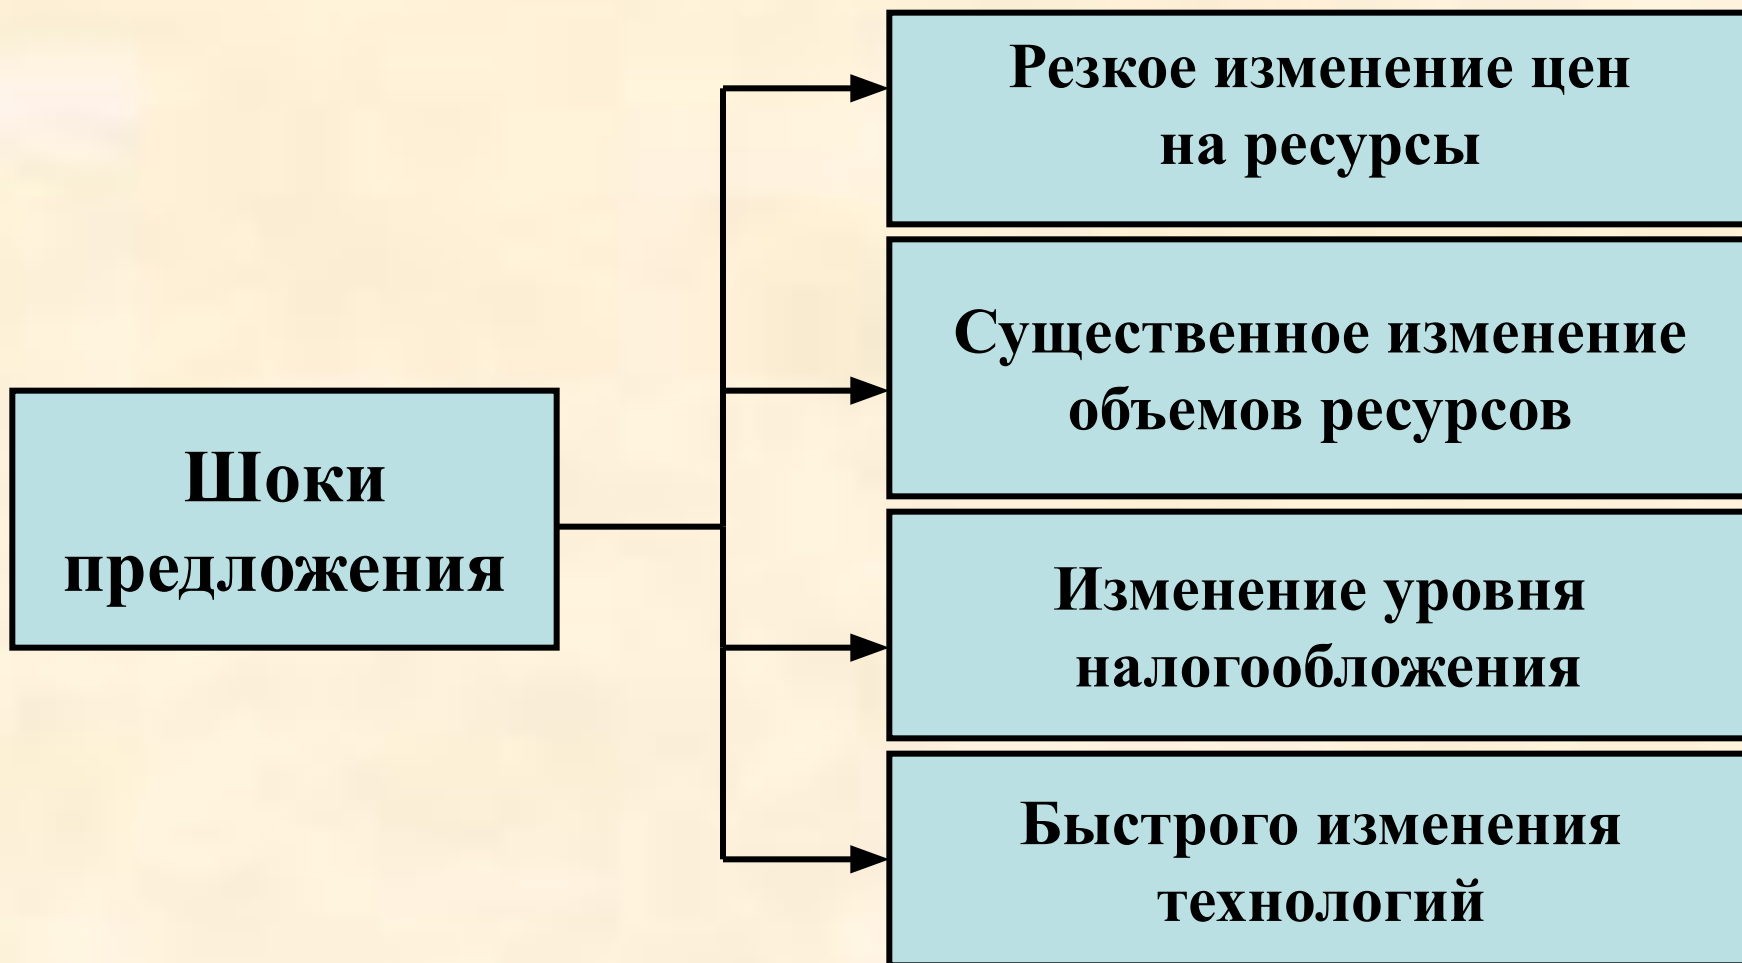 Резкое изменение цен
на ресурсы
Существенное изменение
объемов ресурсов
Шоки
предложения
Изменение уровня
налогообложения
Быстрого изменения
технологий